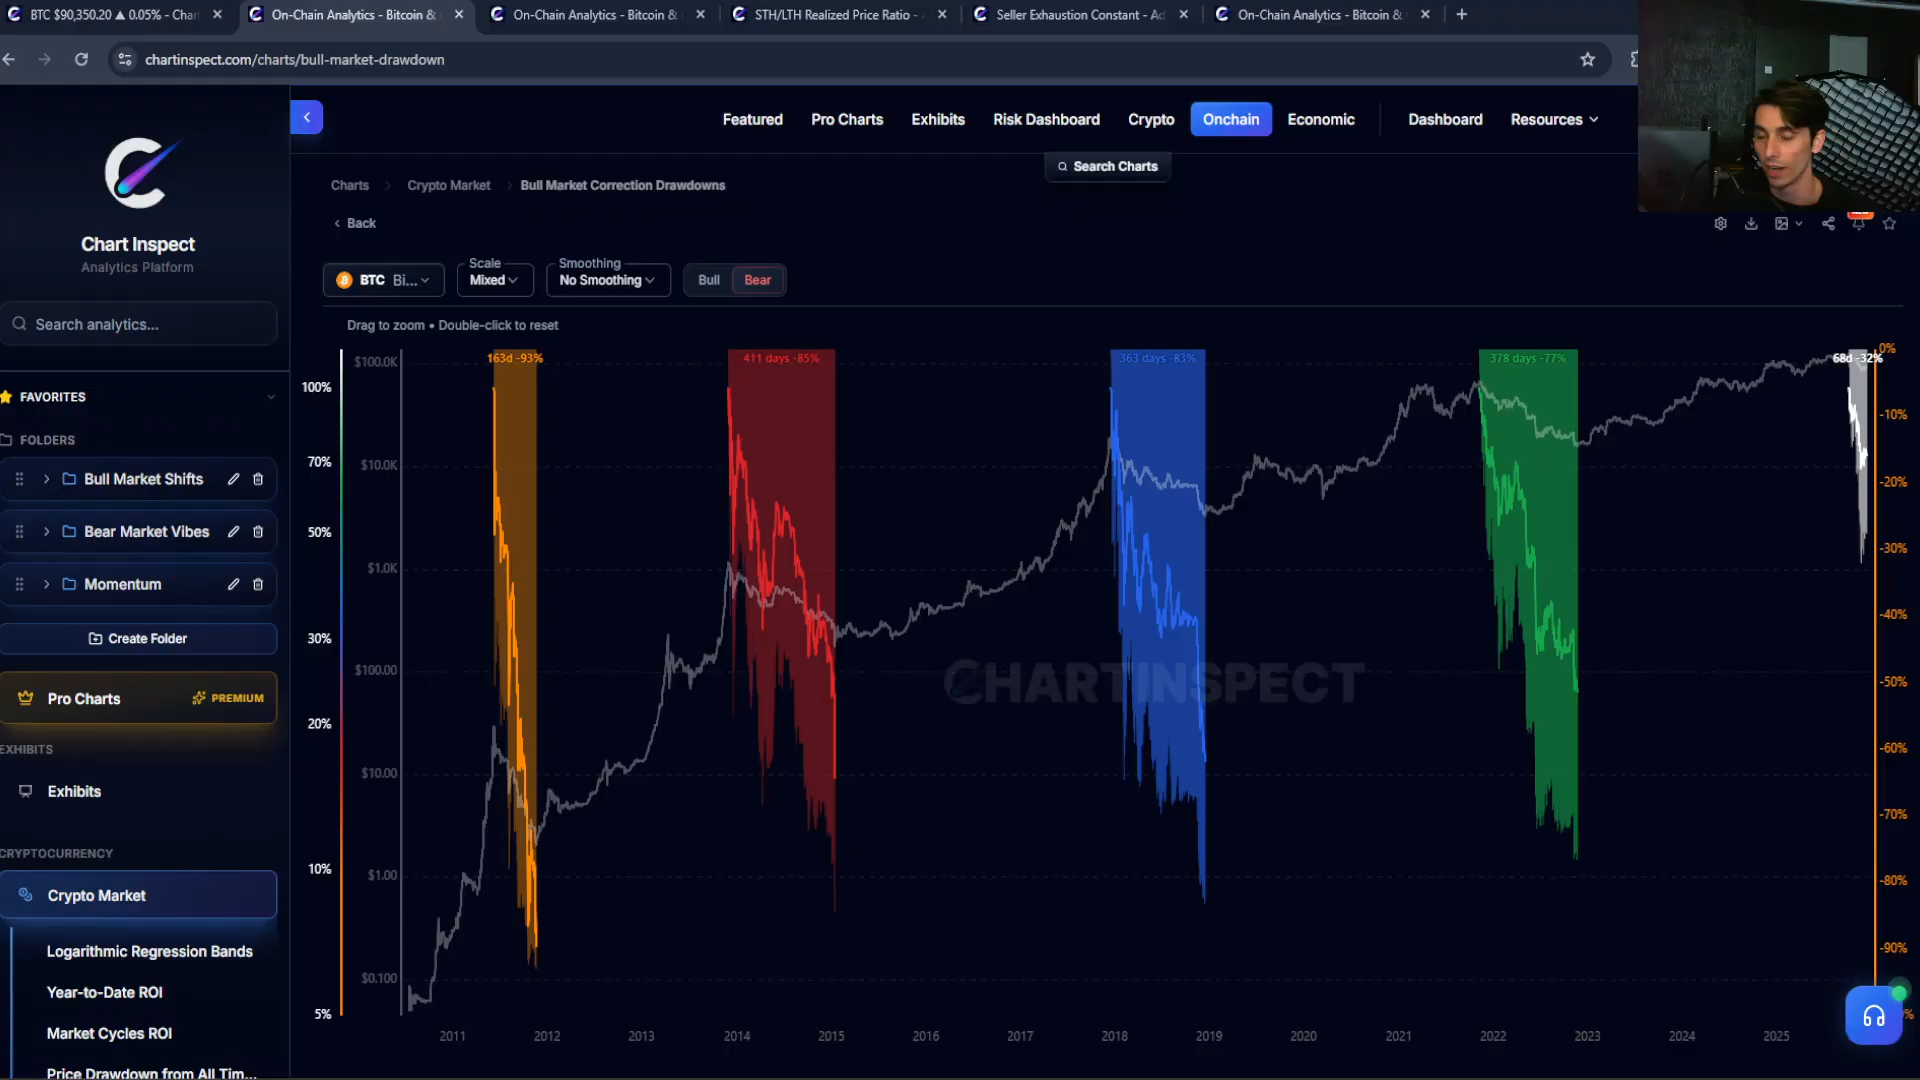 BTC $90,350.20 ▲ 0.05% - Char
On-Chain Analytics - Bitcoin &
On-Chain Analytics - Bitcoin &
STH/LTH Realized Price Ratio -
Seller Exhaustion Constant - Ad
On-Chain Analytics - Bitcoin &
chartinspect.com/charts/bull-market-drawdown
Chart Inspect
Analytics Platform
Search analytics...
FAVORITES
FOLDERS
Bull Market Shifts
Bear Market Vibes
Momentum
Create Folder
Pro Charts
PREMIUM
EXHIBITS
Exhibits
CRYPTOCURRENCY
Crypto Market
Logarithmic Regression Bands
Year-to-Date ROI
Market Cycles ROI
Price Drawdown from All Tim...
Featured
Pro Charts
Exhibits
Risk Dashboard
Crypto
Onchain
Economic
Dashboard
Resources
Search Charts
Charts
Crypto Market
Bull Market Correction Drawdowns
Back
BTC Bi...
Scale
Mixed
Smoothing
No Smoothing
Bull
Bear
Drag to zoom • Double-click to reset
163d -93%
411 days -85%
363 days -83%
378 days -77%
68d -32%
100%
70%
50%
30%
20%
10%
5%
$100.0K
$10.0K
$1.0K
$100.00
$10.00
$1.00
$0.100
0%
-10%
-20%
-30%
-40%
-50%
-60%
-70%
-80%
-90%
CHARTINSPECT
2011
2012
2013
2014
2015
2016
2017
2018
2019
2020
2021
2022
2023
2024
2025